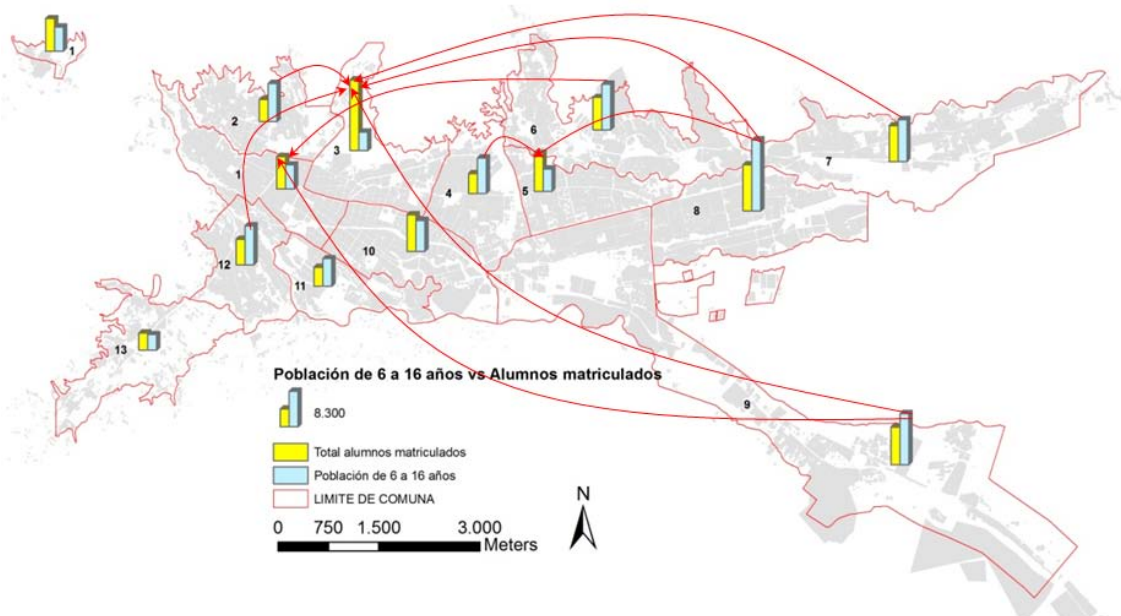 1
2
3
6
7
1
4
5
8
10
12
11
13
9
Población de 6 a 16 años vs Alumnos matriculados
8.300
Total alumnos matriculados
Población de 6 a 16 años
LIMITE DE COMUNA
N
0 750 1.500 3.000
Meters